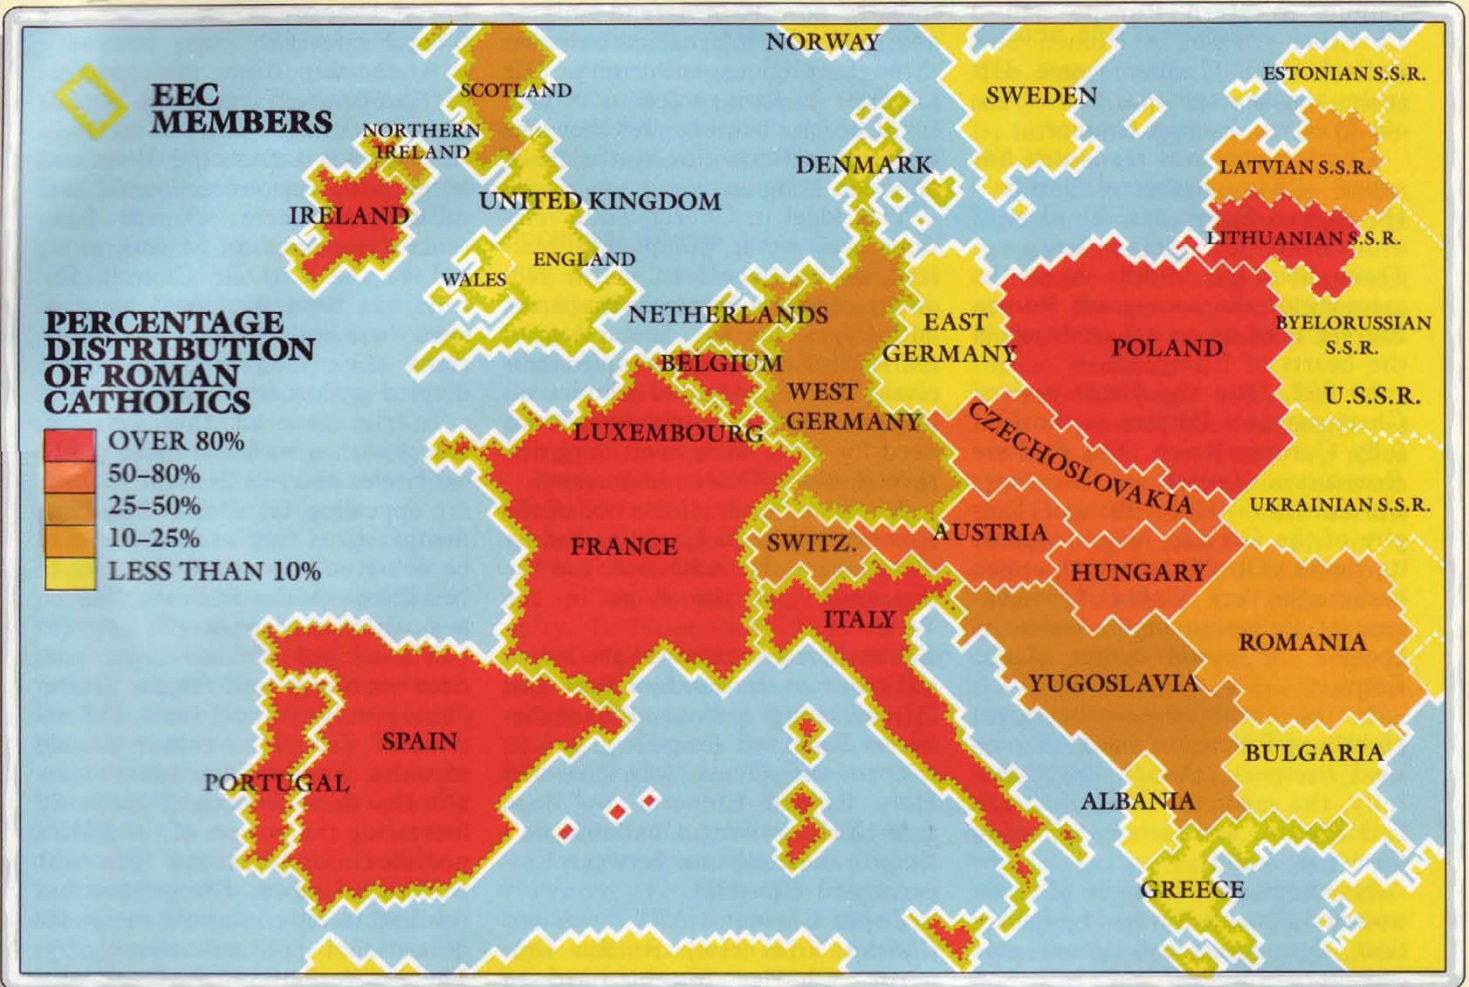 EEC
MEMBERS
PERCENTAGE
DISTRIBUTION
OF ROMAN
CATHOLICS
OVER 80%
50–80%
25–50%
10–25%
LESS THAN 10%
NORWAY
SWEDEN
ESTONIAN S.S.R.
SCOTLAND
NORTHERN
IRELAND
DENMARK
LATVIAN S.S.R.
IRELAND
UNITED KINGDOM
LITHUANIAN S.S.R.
WALES
ENGLAND
NETHERLANDS
EAST
GERMANY
POLAND
BYELORUSSIAN
S.S.R.
BELGIUM
WEST
GERMANY
U.S.S.R.
LUXEMBOURG
CZECHOSLOVAKIA
UKRAINIAN S.S.R.
FRANCE
SWITZ.
AUSTRIA
HUNGARY
ITALY
ROMANIA
YUGOSLAVIA
SPAIN
BULGARIA
PORTUGAL
ALBANIA
GREECE